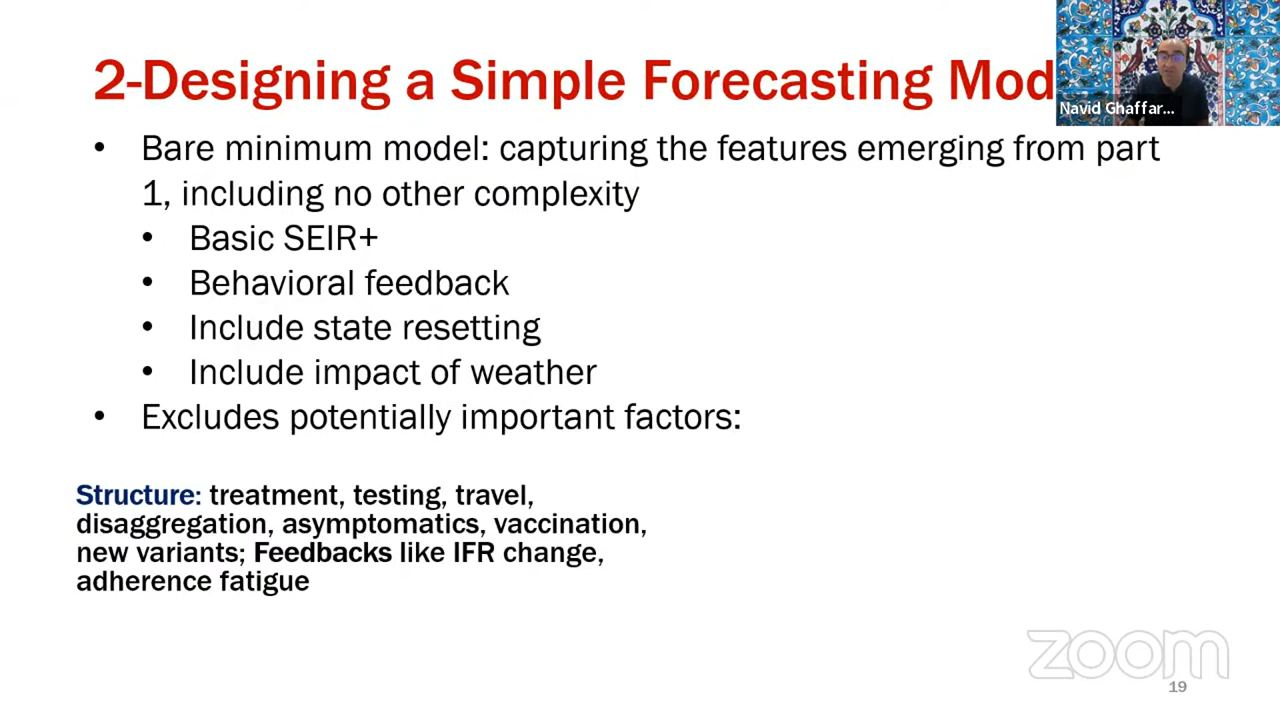 2-Designing a Simple Forecasting Mod
Navid Ghaffar...
• Bare minimum model: capturing the features emerging from part
1, including no other complexity
• Basic SEIR+
• Behavioral feedback
• Include state resetting
• Include impact of weather
• Excludes potentially important factors:
Structure: treatment, testing, travel,
disaggregation, asymptomatics, vaccination,
new variants; Feedbacks like IFR change,
adherence fatigue
zoom
19